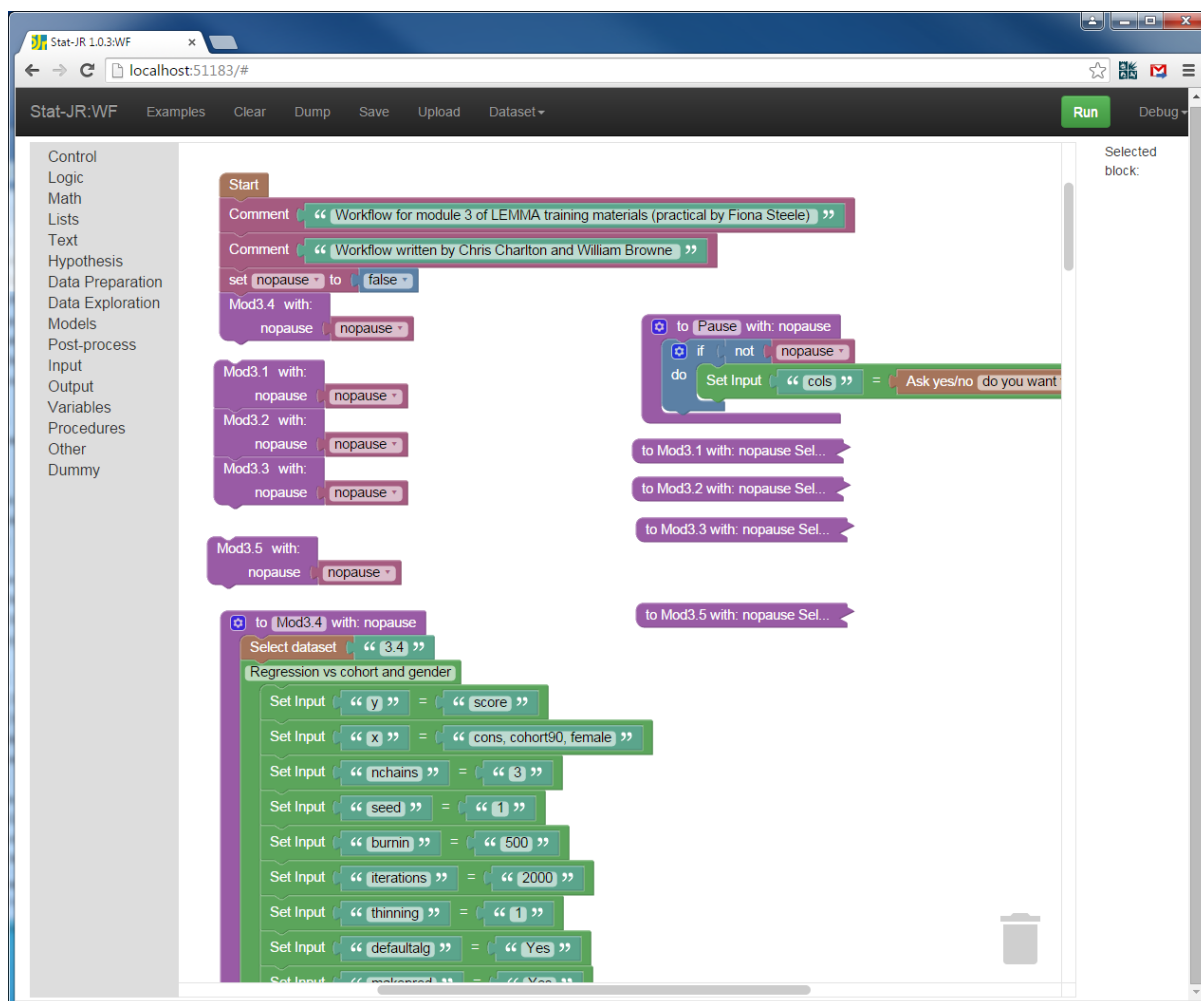 Stat-JR 1.0.3:WF
localhost:51183/#
Stat-JR:WF Examples Clear Dump Save Upload Dataset Run Debug
Control
Logic
Math
Lists
Text
Hypothesis
Data Preparation
Data Exploration
Models
Post-process
Input
Output
Variables
Procedures
Other
Dummy
Start
Comment “ Workflow for module 3 of LEMMA training materials (practical by Fiona Steele) ”
Comment “ Workflow written by Chris Charlton and William Browne ”
set nopause to false
Mod3.4 with:
nopause nopause
Mod3.1 with:
nopause nopause
Mod3.2 with:
nopause nopause
Mod3.3 with:
nopause nopause
Mod3.5 with:
nopause nopause
to Mod3.4 with: nopause
Select dataset “ 3.4 ”
Regression vs cohort and gender
Set Input “ y ” = “ score ”
Set Input “ x ” = “ cons, cohort90, female ”
Set Input “ nchains ” = “ 3 ”
Set Input “ seed ” = “ 1 ”
Set Input “ burnin ” = “ 500 ”
Set Input “ iterations ” = “ 2000 ”
Set Input “ thinning ” = “ 1 ”
Set Input “ defaultalg ” = “ Yes ”
Set Input “ makepred ” = “ Yes ”
to Pause with: nopause
if not nopause
do Set Input “ cols ” = Ask yes/no do you want
to Mod3.1 with: nopause Sel...
to Mod3.2 with: nopause Sel...
to Mod3.3 with: nopause Sel...
to Mod3.5 with: nopause Sel...
Selected
block: